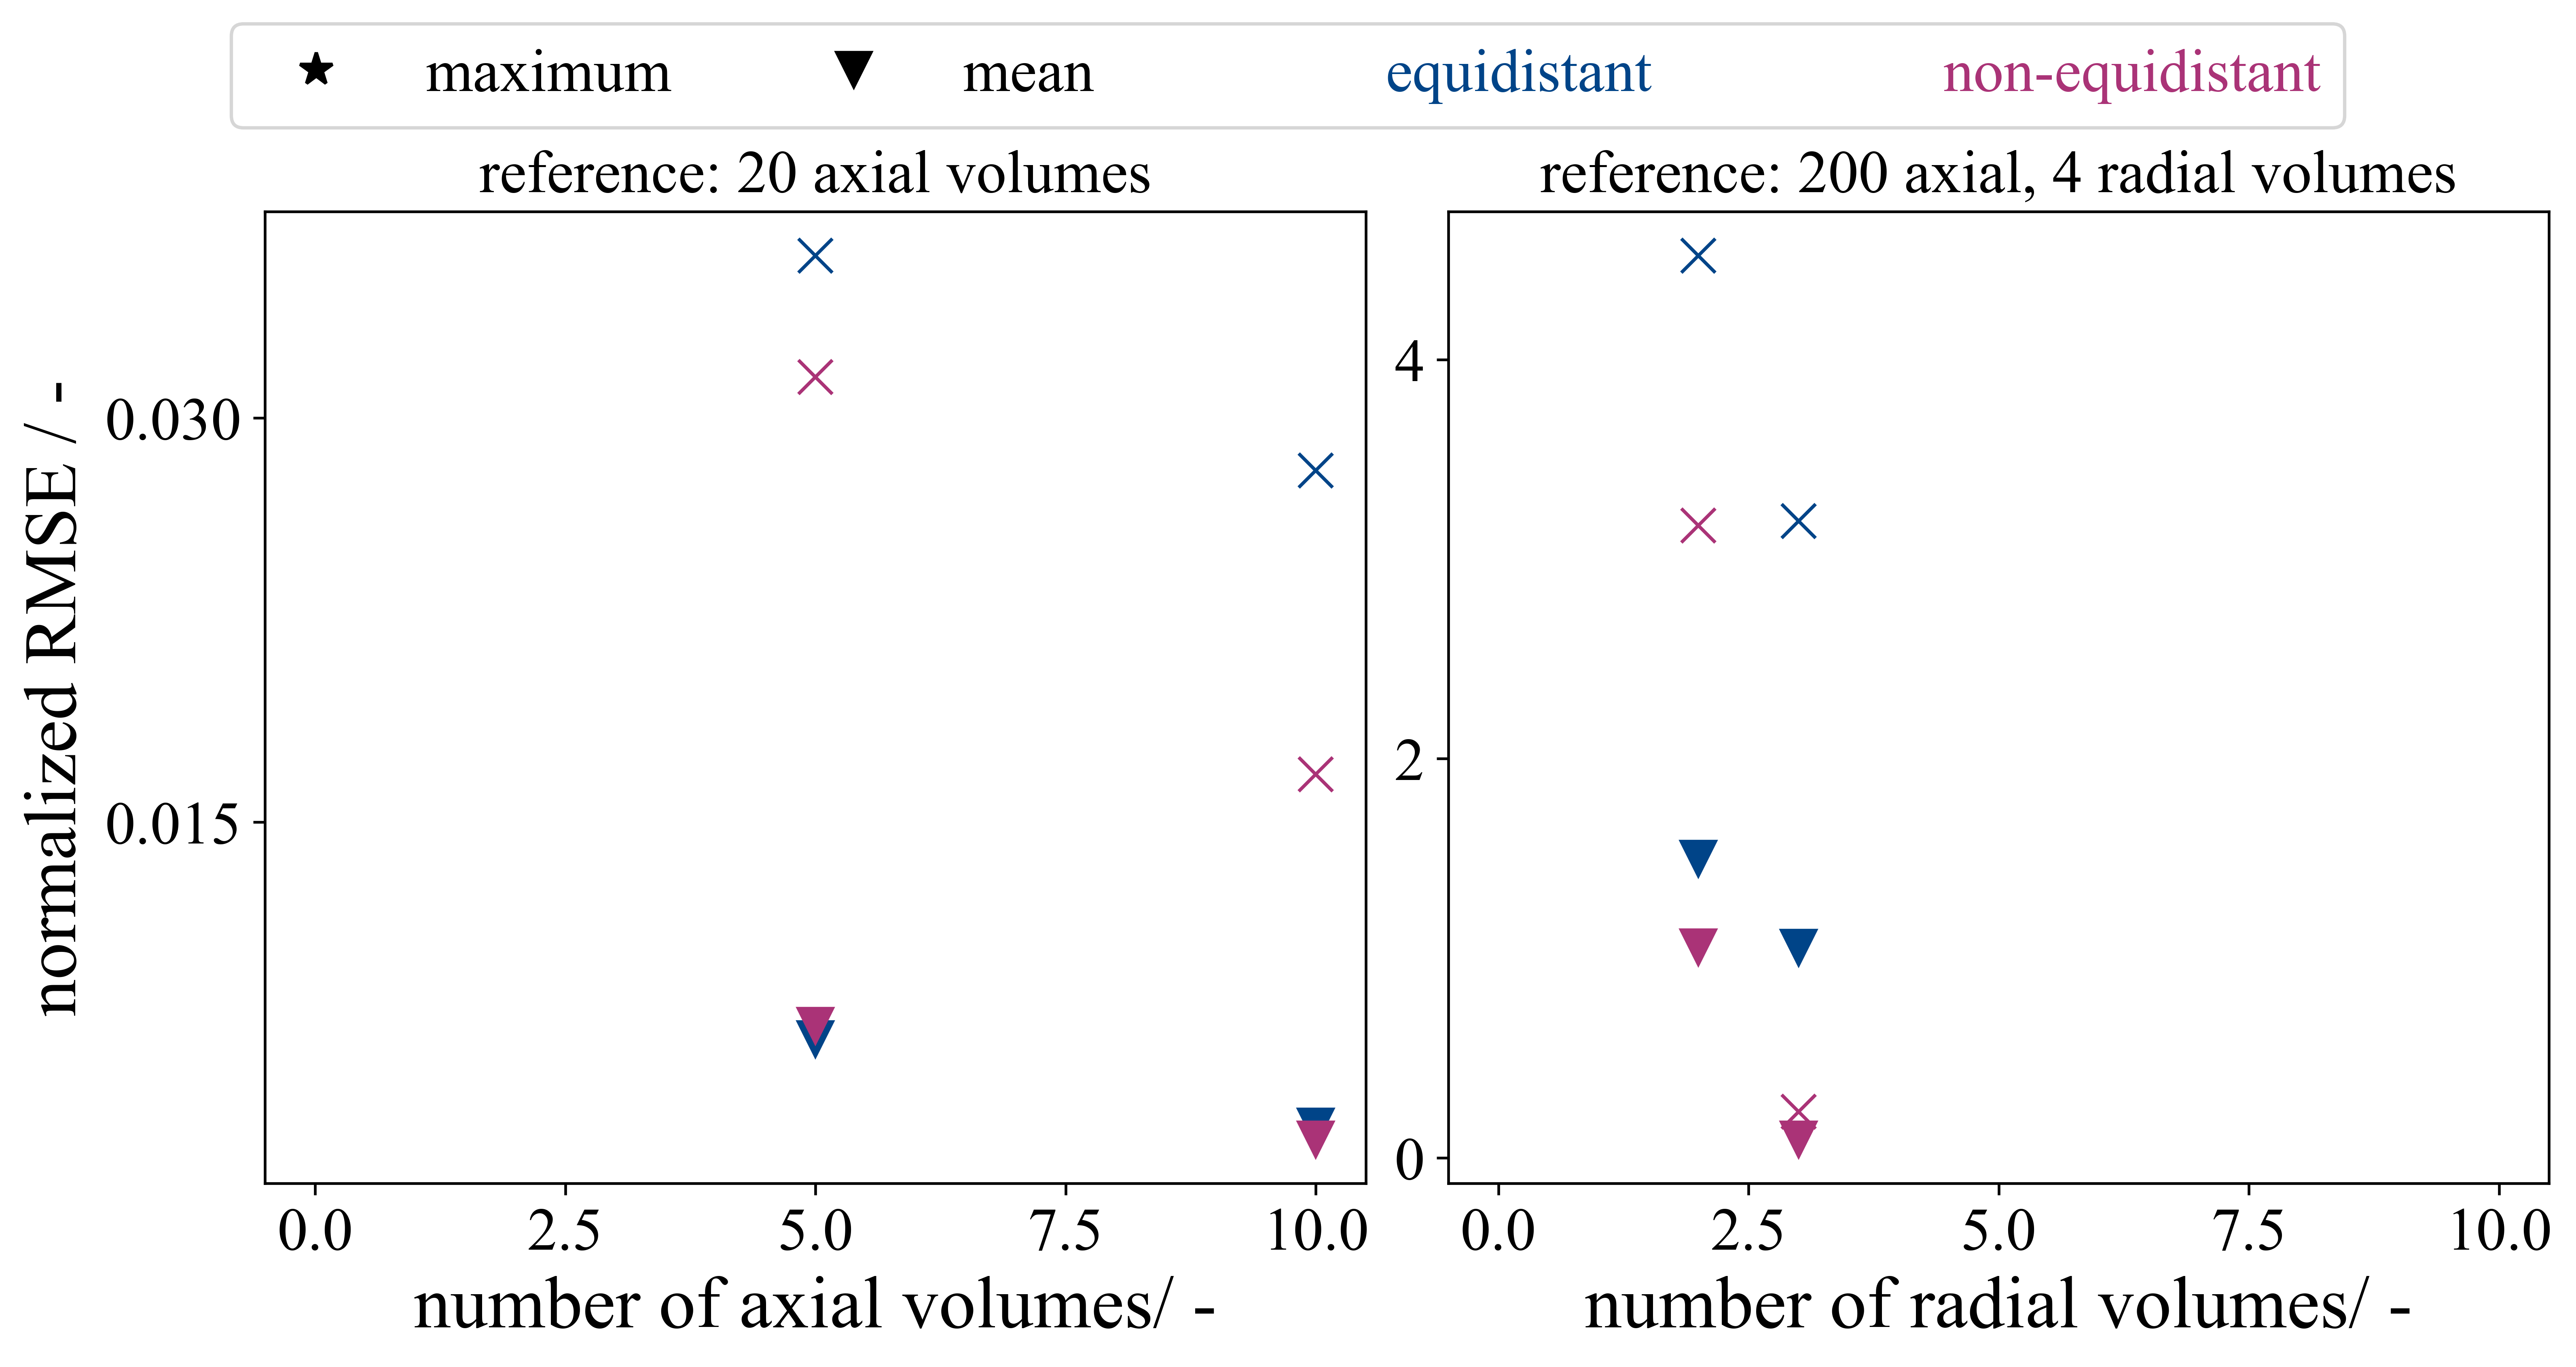 maximum mean equidistant non-equidistant
reference: 20 axial volumes
reference: 200 axial, 4 radial volumes
normalized RMSE / -
0.030
0.015
0.0 2.5 5.0 7.5 10.0
number of axial volumes/ -
4
2
0
0.0 2.5 5.0 7.5 10.0
number of radial volumes/ -